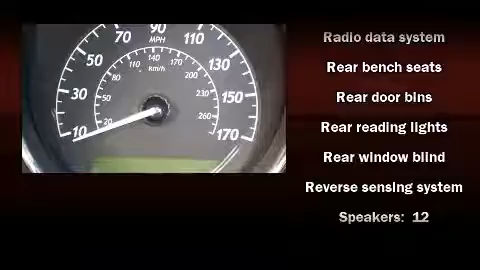 70 90 110
MPH
50 130
30 150
10 170
80 110 140 170 200
km/h
50 230
20 260
Radio data system
Rear bench seats
Rear door bins
Rear reading lights
Rear window blind
Reverse sensing system
Speakers: 12